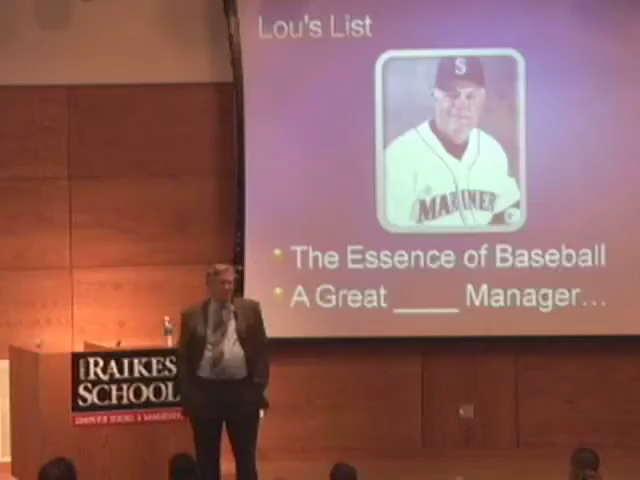 Lou's List
S
MARINERS
The Essence of Baseball
A Great ____ Manager...
RAIKES
SCHOOL